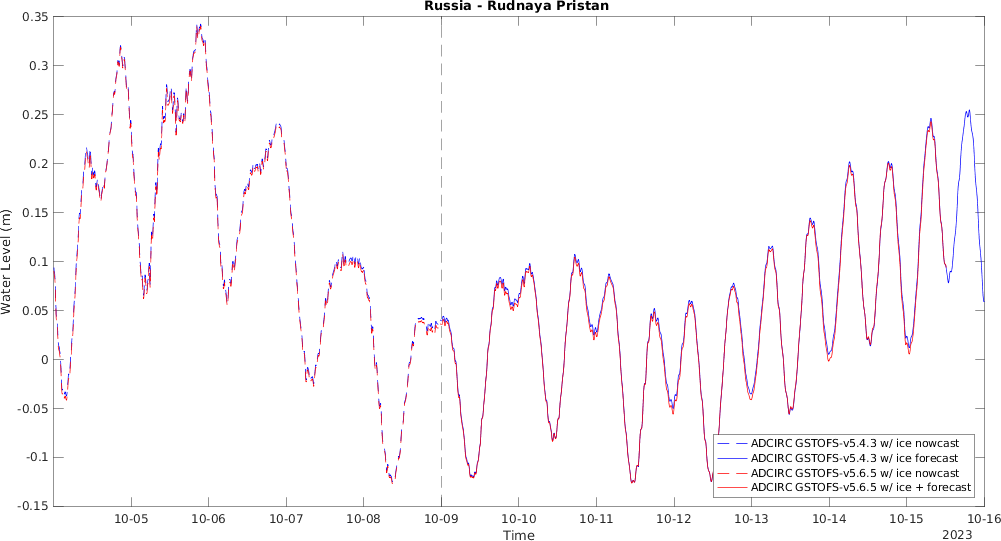 Russia - Rudnaya Pristan
0.35
0.3
0.25
0.2
0.15
0.1
0.05
0
-0.05
-0.1
-0.15
Water Level (m)
10-05 10-06 10-07 10-08 10-09 10-10 10-11 10-12 10-13 10-14 10-15 10-16
Time
2023
ADCIRC GSTOFS-v5.4.3 w/ ice nowcast
ADCIRC GSTOFS-v5.4.3 w/ ice forecast
ADCIRC GSTOFS-v5.6.5 w/ ice nowcast
ADCIRC GSTOFS-v5.6.5 w/ ice + forecast